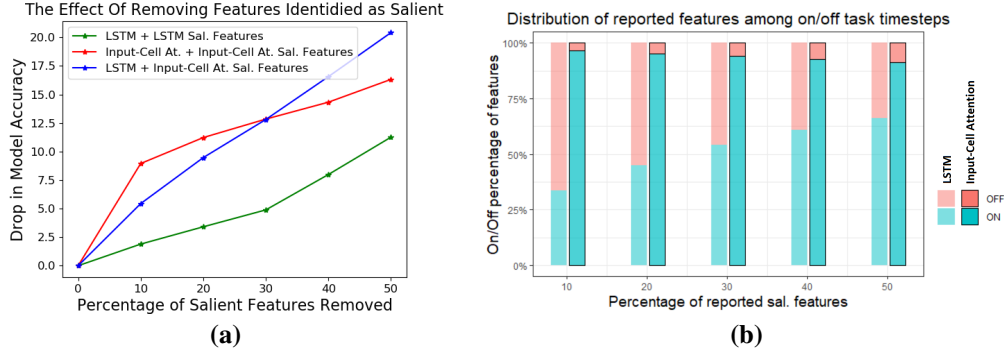 The Effect Of Removing Features Identidied as Salient
LSTM + LSTM Sal. Features
Input-Cell At. + Input-Cell At. Sal. Features
LSTM + Input-Cell At. Sal. Features
20.0
17.5
15.0
12.5
10.0
7.5
5.0
2.5
0.0
Drop in Model Accuracy
0 10 20 30 40 50
Percentage of Salient Features Removed
(a)
Distribution of reported features among on/off task timesteps
100%
75%
50%
25%
0%
On/Off percentage of features
10 20 30 40 50
Percentage of reported sal. features
LSTM
Input-Cell Attention
OFF
ON
(b)